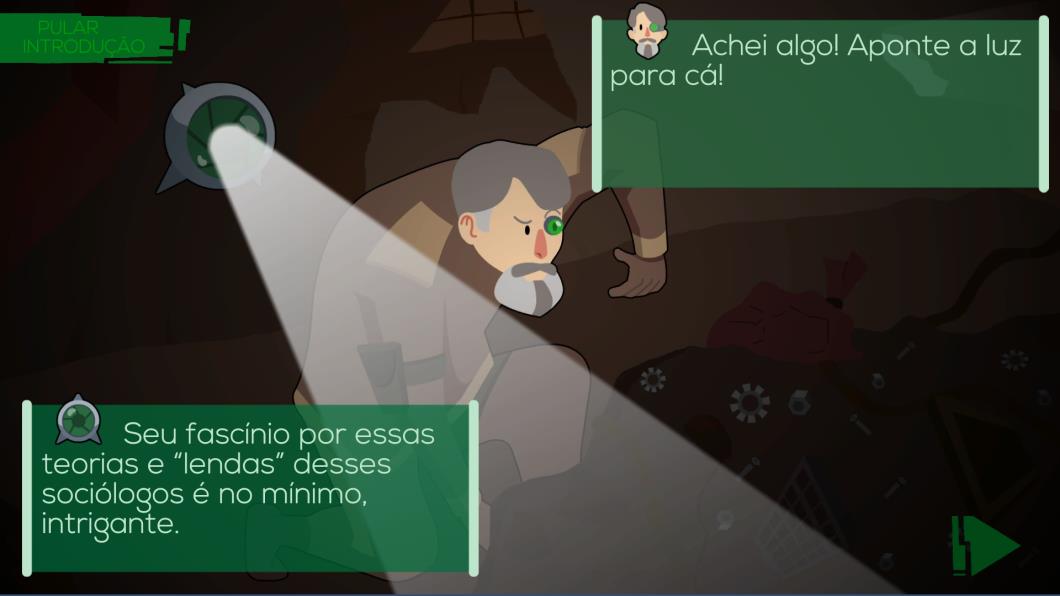 PULAR
INTRODUÇÃO
Seu fascínio por essas
teorias e “lendas” desses
sociólogos é no mínimo,
intrigante.
Achei algo! Aponte a luz
para cá!